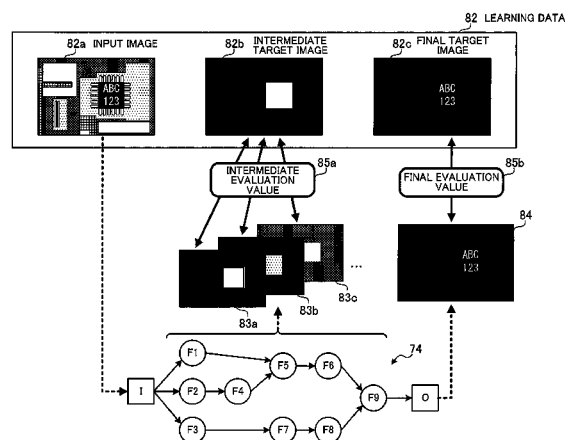 82 LEARNING DATA
82a INPUT IMAGE
82b INTERMEDIATE TARGET IMAGE
82c FINAL TARGET IMAGE
ABC
123
ABC
123
85a
INTERMEDIATE
EVALUATION
VALUE
85b
FINAL EVALUATION
VALUE
84
ABC
123
...
83a
83b
83c
74
I
F1
F2
F3
F4
F5
F6
F7
F8
F9
O